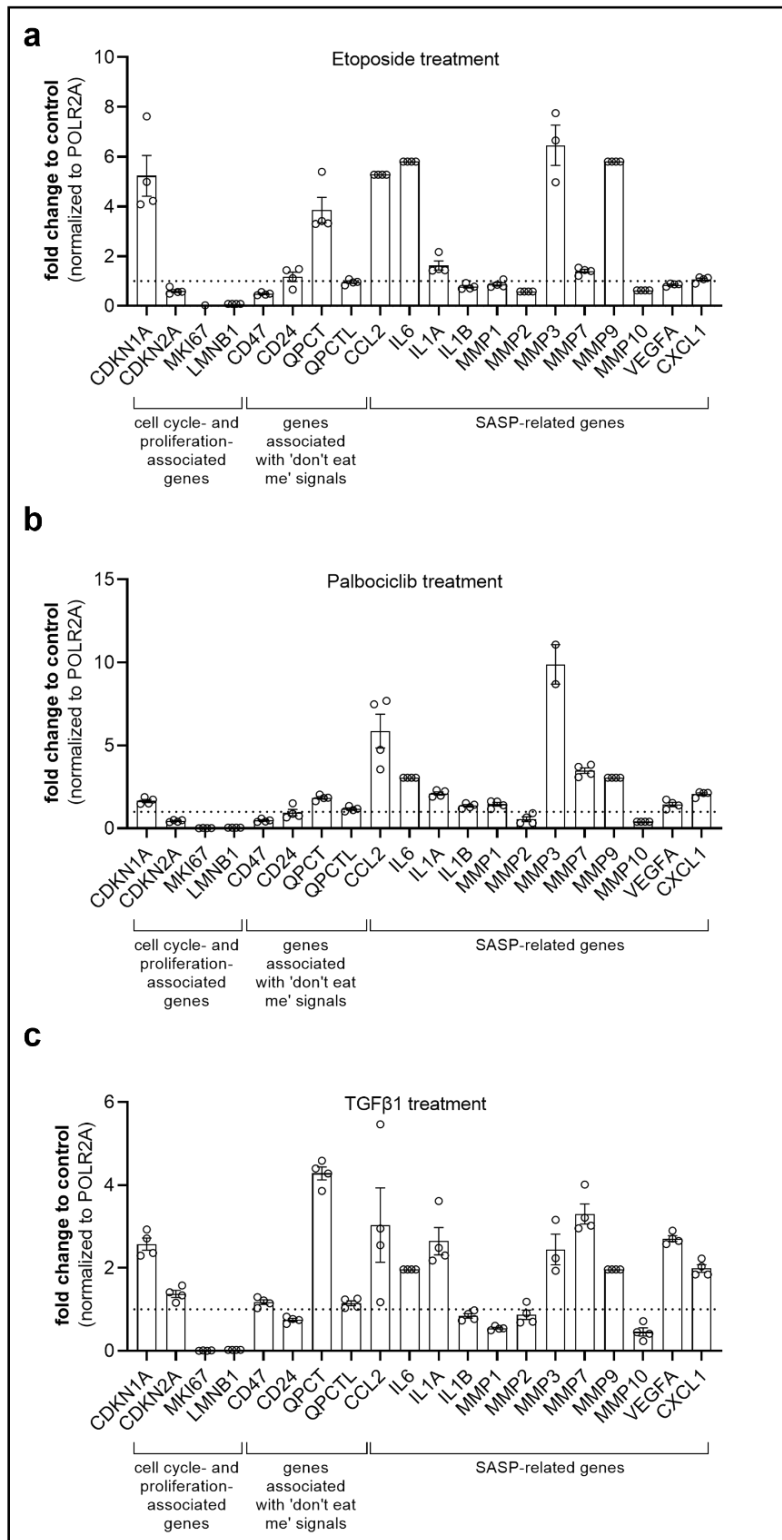 a
Etoposide treatment
fold change to control
(normalized to POLR2A)
10
8
6
4
2
0
CDKN1A
CDKN2A
MKI67
LMNB1
CD47
CD24
QPCT
QPCTL
CCL2
IL6
IL1A
IL1B
MMP1
MMP2
MMP3
MMP7
MMP9
MMP10
VEGFA
CXCL1
cell cycle- and
proliferation-
associated
genes
genes
associated
with 'don't eat
me' signals
SASP-related genes
b
Palbociclib treatment
fold change to control
(normalized to POLR2A)
15
10
5
0
CDKN1A
CDKN2A
MKI67
LMNB1
CD47
CD24
QPCT
QPCTL
CCL2
IL6
IL1A
IL1B
MMP1
MMP2
MMP3
MMP7
MMP9
MMP10
VEGFA
CXCL1
cell cycle- and
proliferation-
associated
genes
genes
associated
with 'don't eat
me' signals
SASP-related genes
c
TGFβ1 treatment
fold change to control
(normalized to POLR2A)
6
4
2
0
CDKN1A
CDKN2A
MKI67
LMNB1
CD47
CD24
QPCT
QPCTL
CCL2
IL6
IL1A
IL1B
MMP1
MMP2
MMP3
MMP7
MMP9
MMP10
VEGFA
CXCL1
cell cycle- and
proliferation-
associated
genes
genes
associated
with 'don't eat
me' signals
SASP-related genes